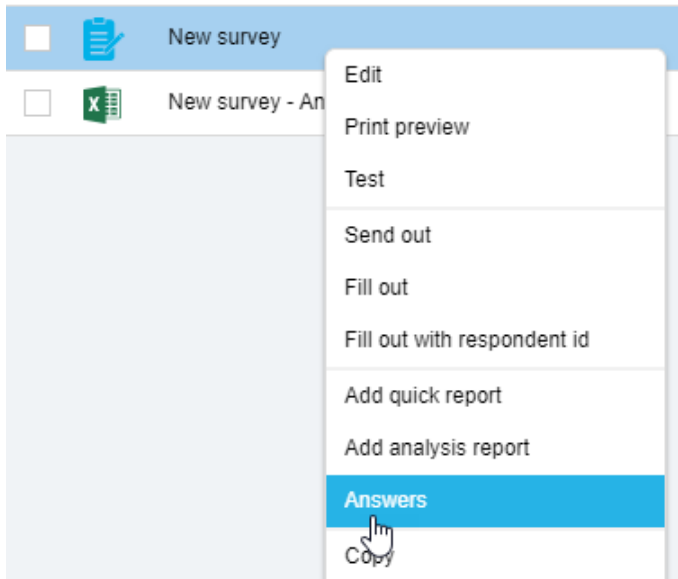 New survey
New survey - An
Edit
Print preview
Test
Send out
Fill out
Fill out with respondent id
Add quick report
Add analysis report
Answers
Copy